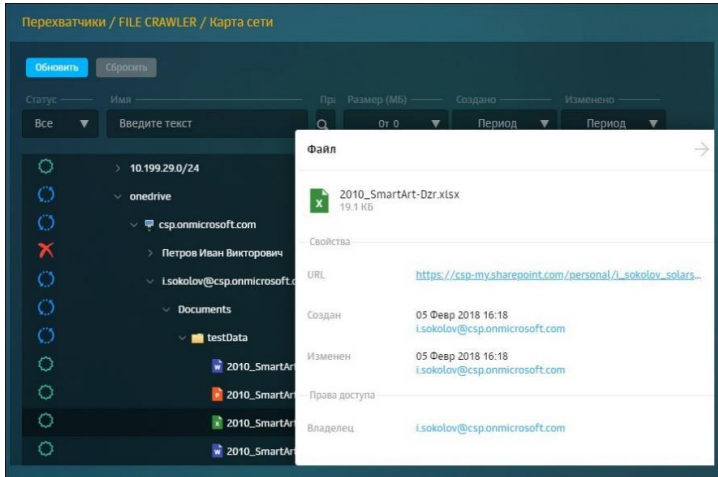 Перехватчики / FILE CRAWLER / Карта сети
Обновить Сбросить
Статус Имя Пр Размер (МБ) Создано Изменено
Все Введите текст От 0 Период Период
Файл
10.199.29.0/24
2010_SmartArt-Dzr.xlsx
19.1 КБ
onedrive
csp.onmicrosoft.com
Свойства
Петров Иван Викторович
URL https://csp-my.sharepoint.com/personal/i_sokolov_solars...
i.sokolov@csp.onmicrosoft.c
Documents
Создан 05 Февр 2018 16:18
i.sokolov@csp.onmicrosoft.com
testData
Изменен 05 Февр 2018 16:18
i.sokolov@csp.onmicrosoft.com
2010_SmartAr
2010_SmartAr
Права доступа
2010_SmartAr
Владелец i.sokolov@csp.onmicrosoft.com
2010_SmartAr